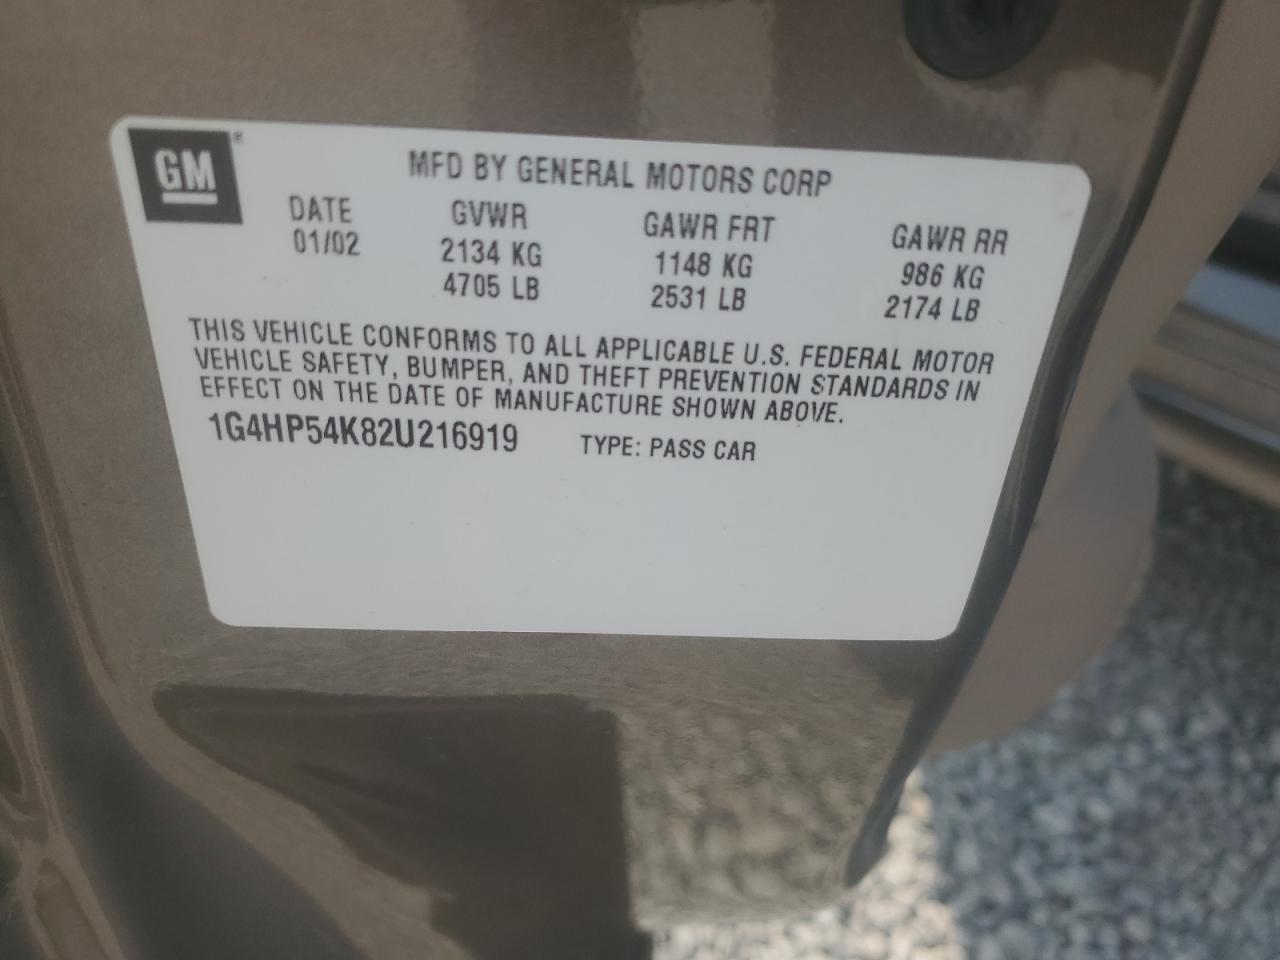 GM®
MFD BY GENERAL MOTORS CORP
DATE GVWR GAWR FRT GAWR RR
01/02 2134 KG 1148 KG 986 KG
4705 LB 2531 LB 2174 LB
THIS VEHICLE CONFORMS TO ALL APPLICABLE U.S. FEDERAL MOTOR
VEHICLE SAFETY, BUMPER, AND THEFT PREVENTION STANDARDS IN
EFFECT ON THE DATE OF MANUFACTURE SHOWN ABOVE.
1G4HP54K82U216919 TYPE: PASS CAR